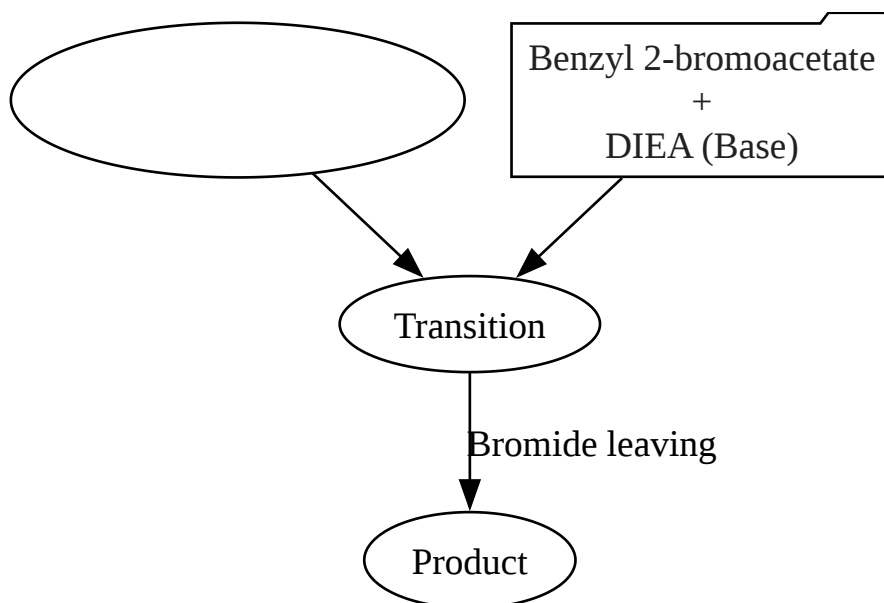 Benzyl 2-bromoacetate
+
DIEA (Base)
Transition
Bromide leaving
Product